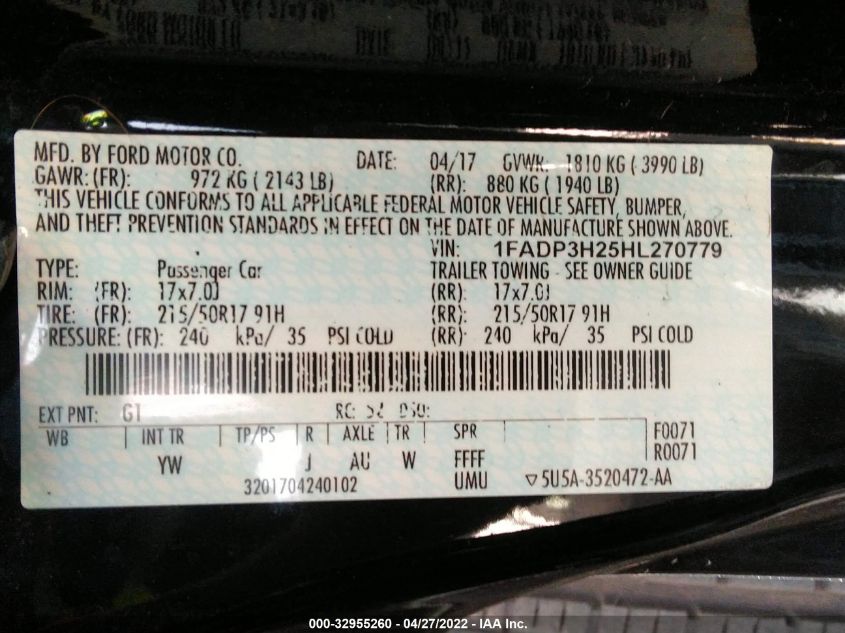 MFD. BY FORD MOTOR CO. DATE: 04/17 GVWR: 1810 KG ( 3990 LB)
GAWR: (FR): 972 KG ( 2143 LB) (RR): 880 KG ( 1940 LB)
THIS VEHICLE CONFORMS TO ALL APPLICABLE FEDERAL MOTOR VEHICLE SAFETY, BUMPER,
AND THEFT PREVENTION STANDARDS IN EFFECT ON THE DATE OF MANUFACTURE SHOWN ABOVE.
VIN: 1FADP3H25HL270779
TYPE: Passenger Car TRAILER TOWING - SEE OWNER GUIDE
RIM: (FR): 17x7.0J (RR): 17x7.0J
TIRE: (FR): 215/50R17 91H (RR): 215/50R17 91H
PRESSURE: (FR): 240 kPa/ 35 PSI COLD (RR): 240 kPa/ 35 PSI COLD
EXT PNT: G1 RC: 52 DSO:
WB INT TR TP/PS R AXLE TR SPR F0071
YW J AU W FFFF R0071
3201704240102 UMU ▽5U5A-3520472-AA
000-32955260 - 04/27/2022 - IAA Inc.